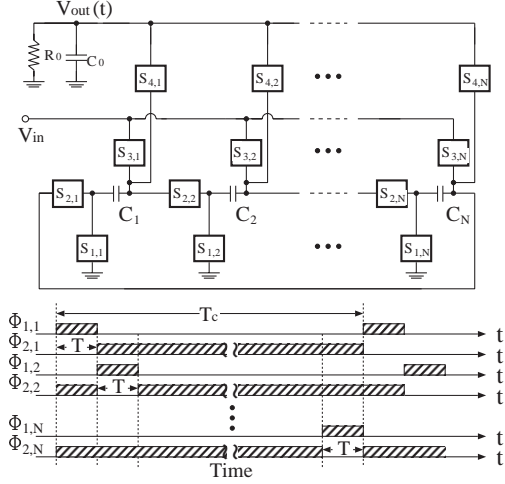 Vout (t)
R0 C0
S4,1 S4,2 ••• S4,N
Vin
S3,1 S3,2 ••• S3,N
S2,1 C1 S2,2 C2 S2,N CN
S1,1 S1,2 ••• S1,N
Tc
Φ1,1 t
Φ2,1 T t
Φ1,2 t
Φ2,2 T t
Φ1,N t
Φ2,N T t
Time